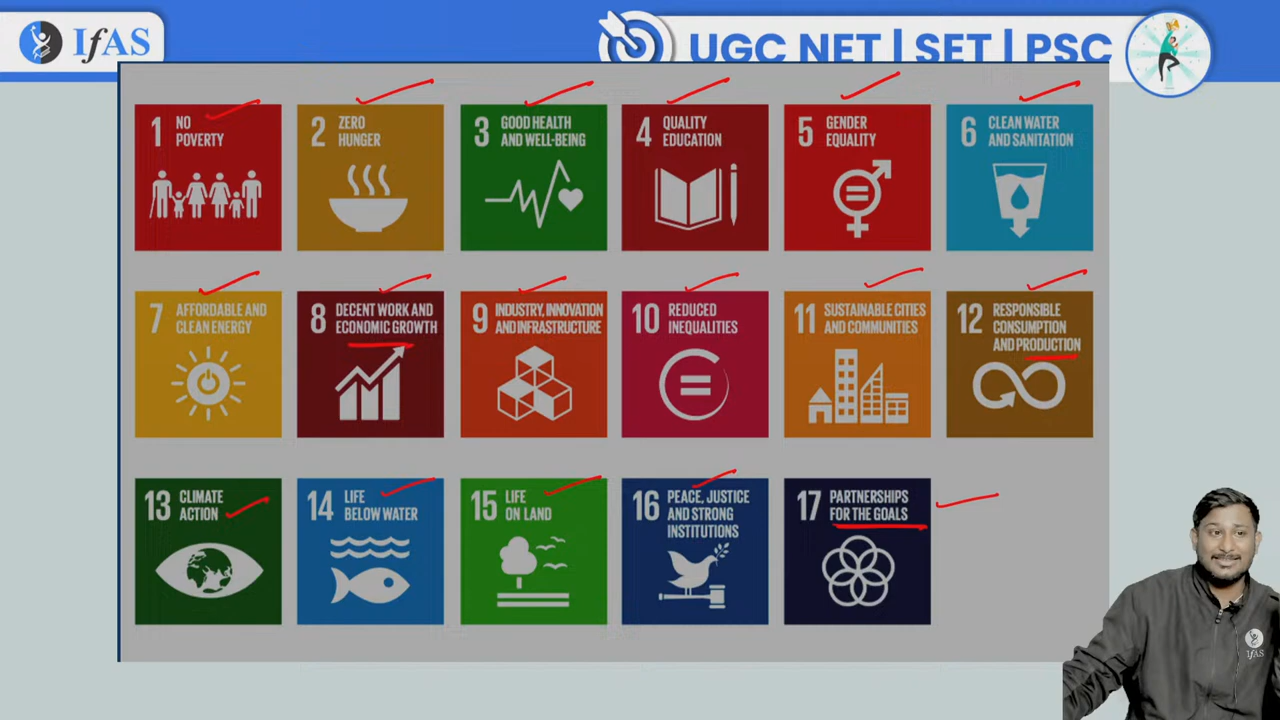 IfAS
UGC NET | SET | PSC
1 NO
POVERTY
2 ZERO
HUNGER
3 GOOD HEALTH
AND WELL-BEING
4 QUALITY
EDUCATION
5 GENDER
EQUALITY
6 CLEAN WATER
AND SANITATION
7 AFFORDABLE AND
CLEAN ENERGY
8 DECENT WORK AND
ECONOMIC GROWTH
9 INDUSTRY, INNOVATION
AND INFRASTRUCTURE
10 REDUCED
INEQUALITIES
11 SUSTAINABLE CITIES
AND COMMUNITIES
12 RESPONSIBLE
CONSUMPTION
AND PRODUCTION
13 CLIMATE
ACTION
14 LIFE
BELOW WATER
15 LIFE
ON LAND
16 PEACE, JUSTICE
AND STRONG
INSTITUTIONS
17 PARTNERSHIPS
FOR THE GOALS
IfAS